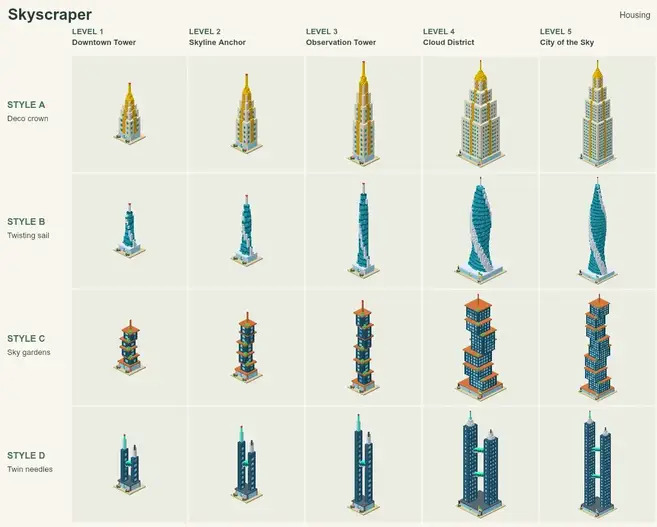 Skyscraper
Housing
LEVEL 1
Downtown Tower
LEVEL 2
Skyline Anchor
LEVEL 3
Observation Tower
LEVEL 4
Cloud District
LEVEL 5
City of the Sky
STYLE A
Deco crown
STYLE B
Twisting sail
STYLE C
Sky gardens
STYLE D
Twin needles